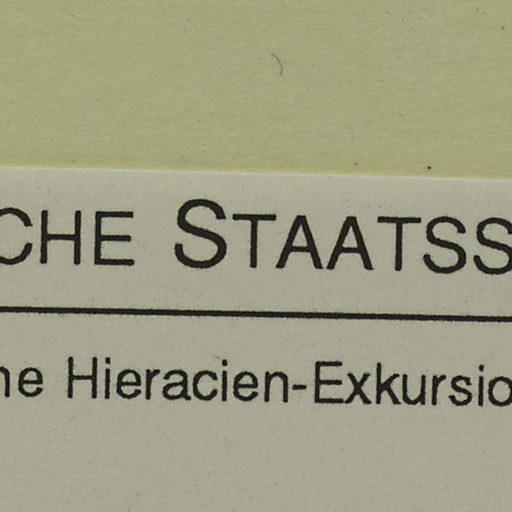 CHE STAATSS
ne Hieracien-Exkursio